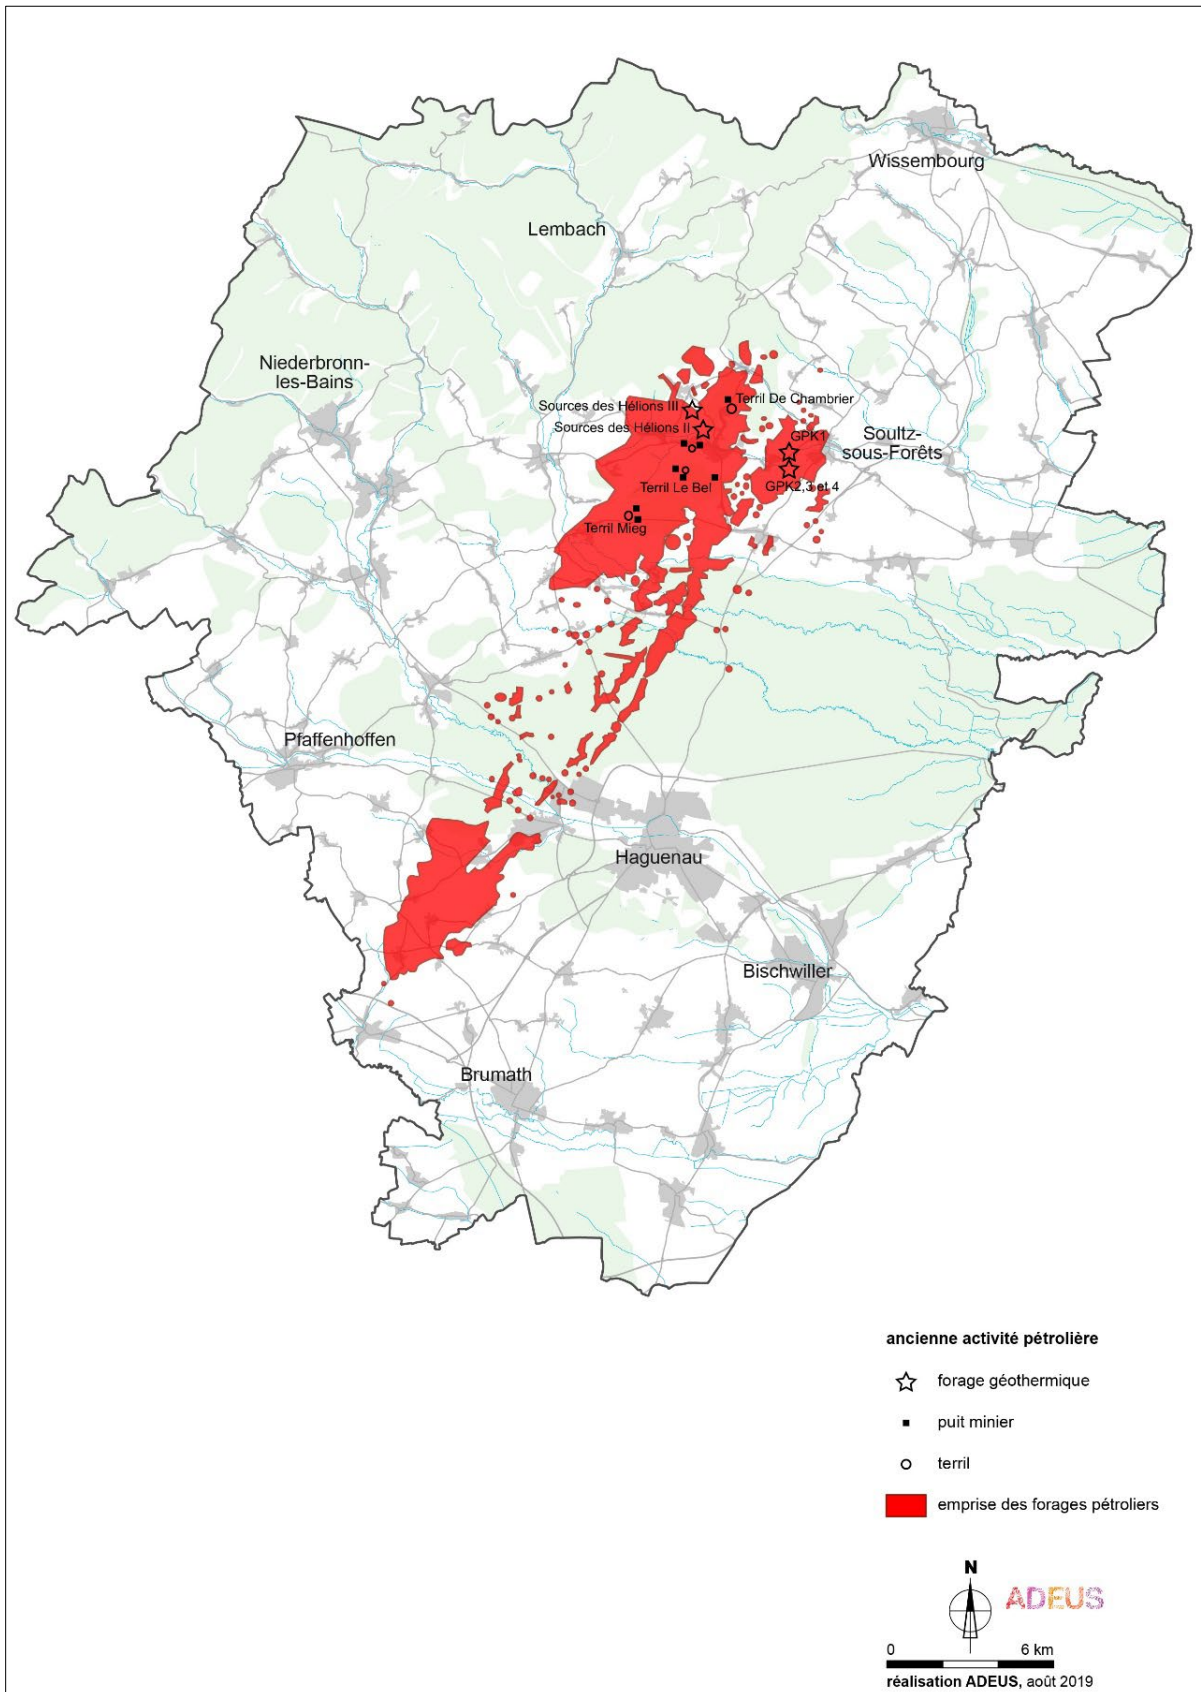 Wissembourg
Lembach
Niederbronn-
les-Bains
Sources des Hélions III
Terril De Chambrier
Sources des Hélions II
GPK1
Soultz-
sous-Forêts
Terril Le Bel
GPK2,3 et 4
Terril Mieg
Pfaffenhoffen
Haguenau
Bischwiller
Brumath
ancienne activité pétrolière
forage géothermique
puit minier
terril
emprise des forages pétroliers
N
ADEUS
0 6 km
réalisation ADEUS, août 2019